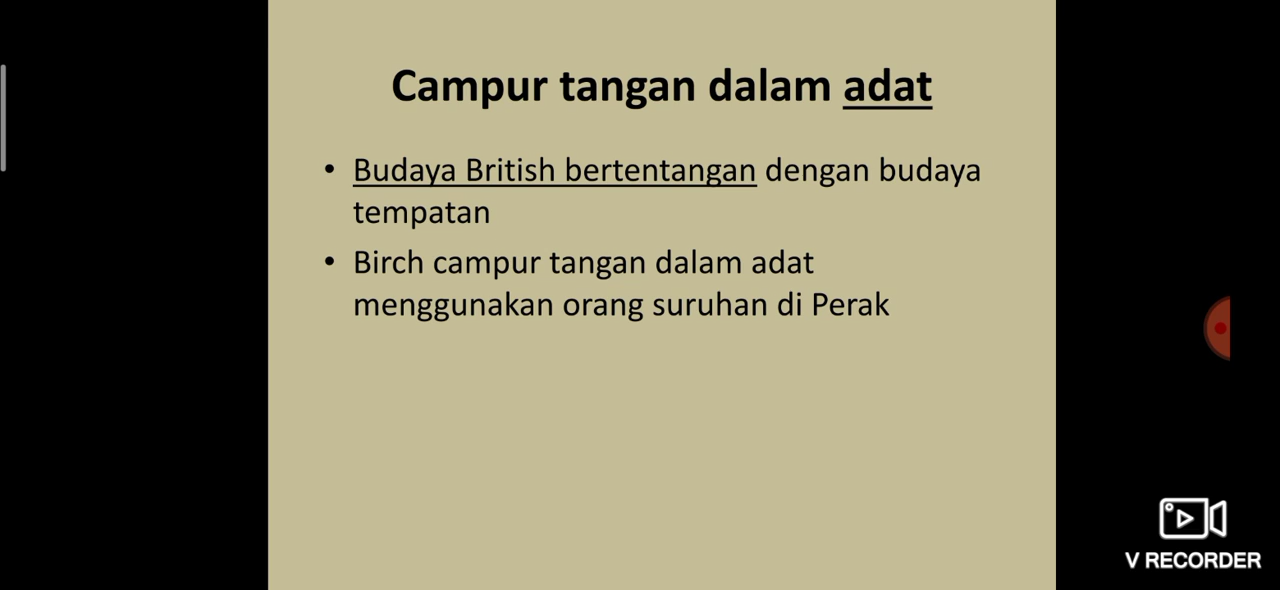 Campur tangan dalam adat
• Budaya British bertentangan dengan budaya
tempatan
• Birch campur tangan dalam adat
menggunakan orang suruhan di Perak
V RECORDER